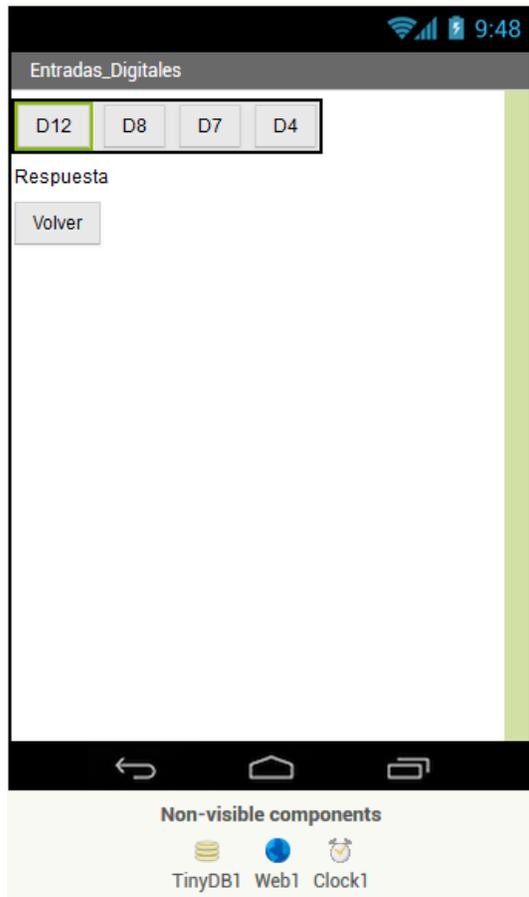 9:48
Entradas_Digitales
D12 D8 D7 D4
Respuesta
Volver
Non-visible components
TinyDB1 Web1 Clock1